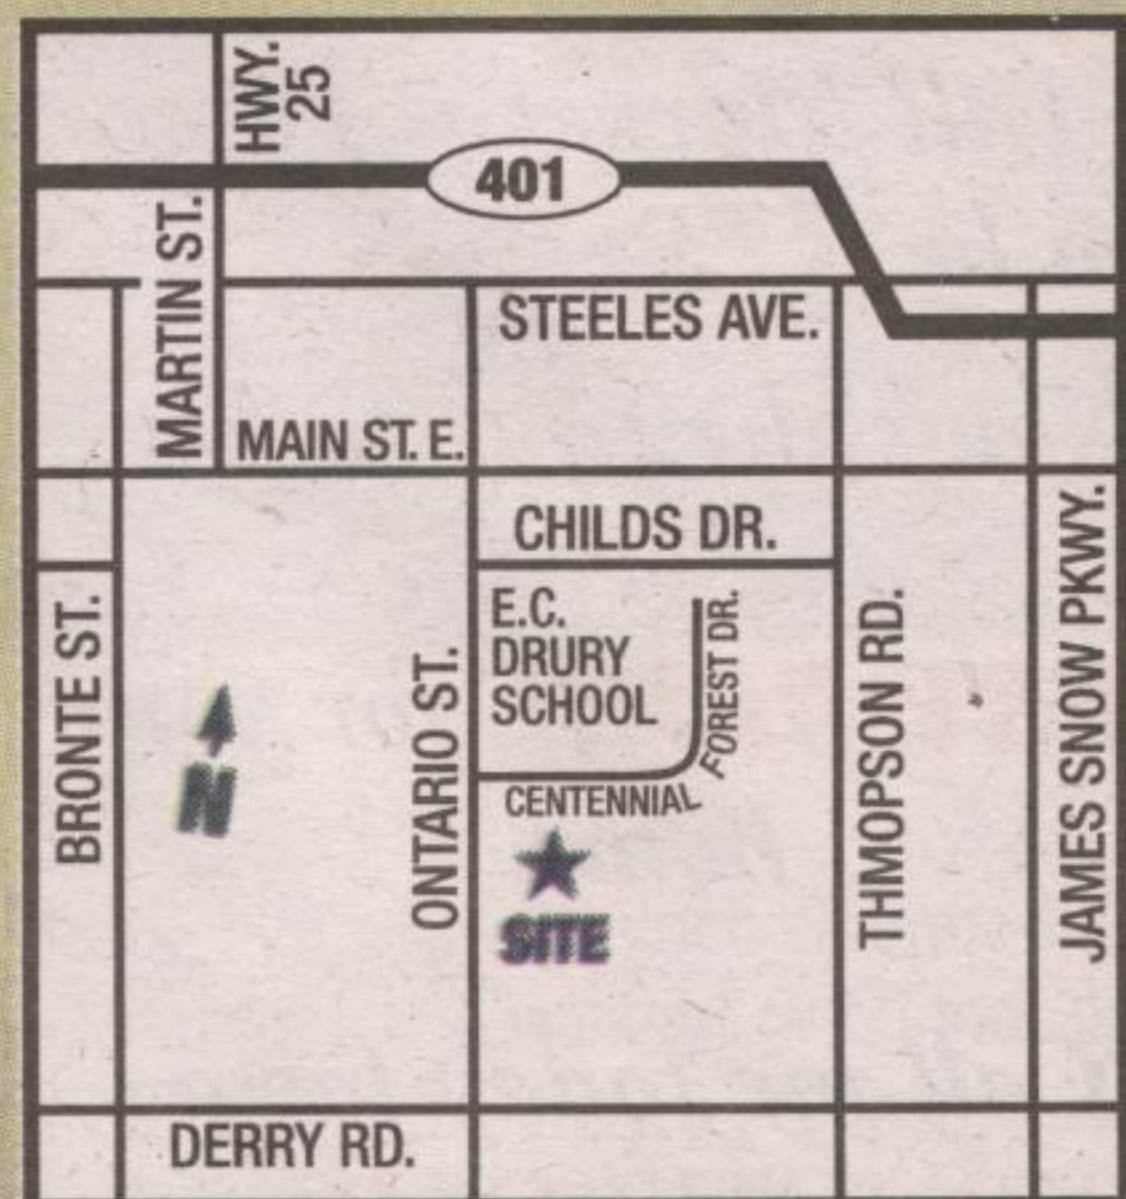 HWY.
25
401
MARTIN ST.
STEELES AVE.
MAIN ST. E.
CHILDS DR.
E.C.
DRURY
SCHOOL
FOREST DR.
CENTENNIAL
BRONTE ST.
N
ONTARIO ST.
SITE
THMOPSON RD.
JAMES SNOW PKWY.
DERRY RD.